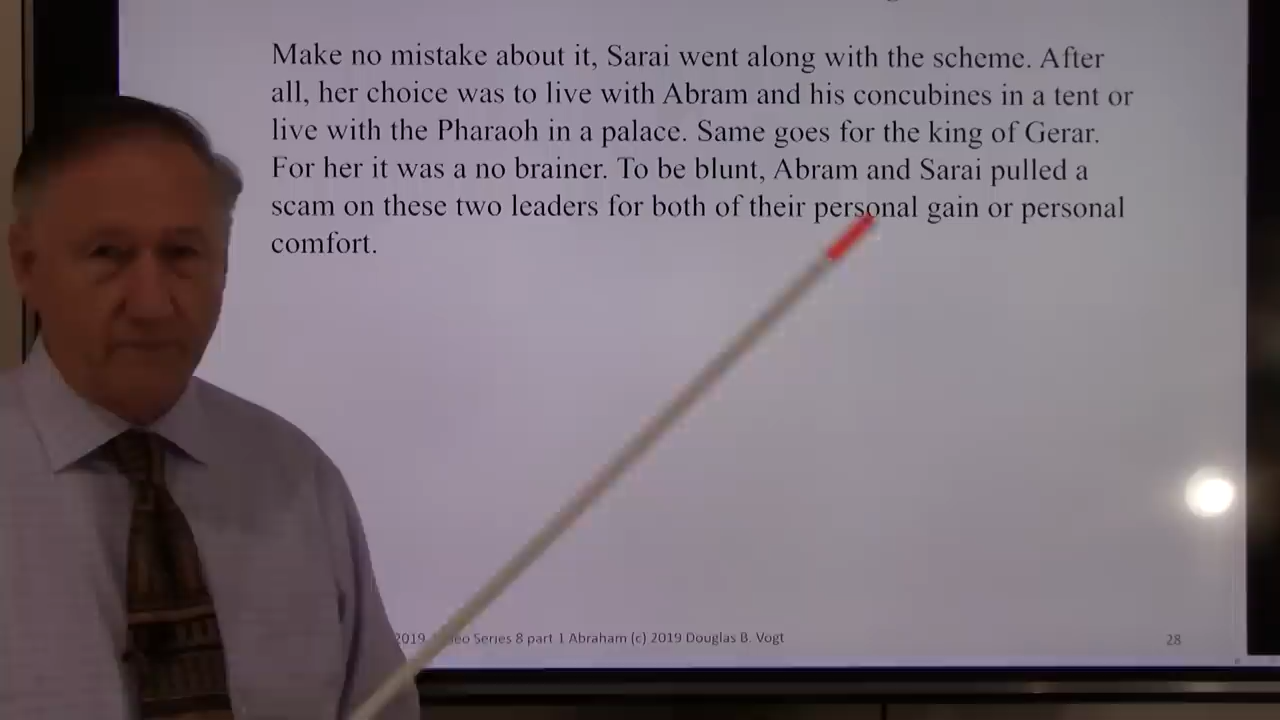 Make no mistake about it, Sarai went along with the scheme. After
all, her choice was to live with Abram and his concubines in a tent or
live with the Pharaoh in a palace. Same goes for the king of Gerar.
For her it was a no brainer. To be blunt, Abram and Sarai pulled a
scam on these two leaders for both of their personal gain or personal
comfort.
2019 Series 8 part 1 Abraham (c) 2019 Douglas B. Vogt
28